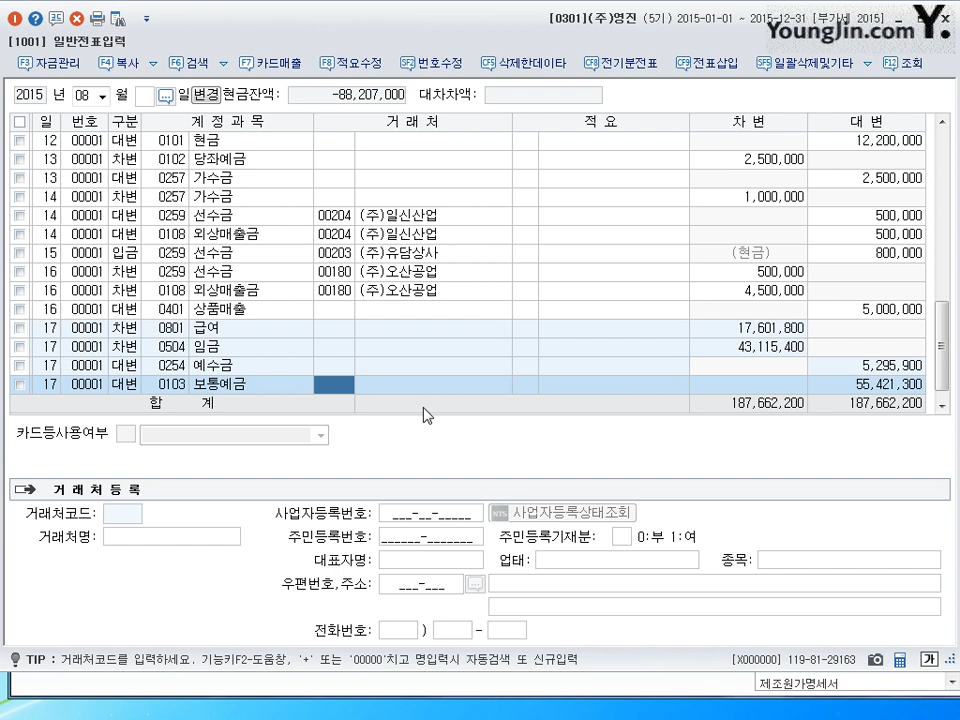 [0301](주)영진 (5기) 2015-01-01 ~ 2015-12-31 [부가세 2015]
YoungJin.com Y.
[1001] 일반전표입력
F3 자금관리 F4 복사 F6 검색 F7 카드매출 F8 적요수정 SF2 번호수정 CF5 삭제한데이타 CF8 전기분전표 CF9 전표삽입 SF5 일괄삭제및기타 F12 조회
2015 년 08 월 일 변경 현금잔액: -88,207,000 대차차액:
일 번호 구분 계 정 과 목 거 래 처 적 요 차 변 대 변
12 00001 대변 0101 현금 12,200,000
13 00001 차변 0102 당좌예금 2,500,000
13 00001 대변 0257 가수금 2,500,000
14 00001 차변 0257 가수금 1,000,000
14 00001 대변 0259 선수금 00204 (주)일신산업 500,000
14 00001 대변 0108 외상매출금 00204 (주)일신산업 500,000
15 00001 입금 0259 선수금 00203 (주)유담상사 (현금) 800,000
16 00001 차변 0259 선수금 00180 (주)오산공업 500,000
16 00001 차변 0108 외상매출금 00180 (주)오산공업 4,500,000
16 00001 대변 0401 상품매출 5,000,000
17 00001 차변 0801 급여 17,601,800
17 00001 차변 0504 임금 43,115,400
17 00001 대변 0254 예수금 5,295,900
17 00001 대변 0103 보통예금 55,421,300
합 계 187,662,200 187,662,200
카드등사용여부
거 래 처 등 록
거래처코드: 사업자등록번호: ___-__-_____ NTS 사업자등록상태조회
거래처명: 주민등록번호: ______-_______ 주민등록기재분: 0:부 1:여
대표자명: 업태: 종목:
우편번호,주소: ___-___
전화번호: ) -
TIP : 거래처코드를 입력하세요. 기능키F2-도움창, '+' 또는 '00000'치고 명입력시 자동검색 또 신규입력 [X000000] 119-81-29163 가
제조원가명세서